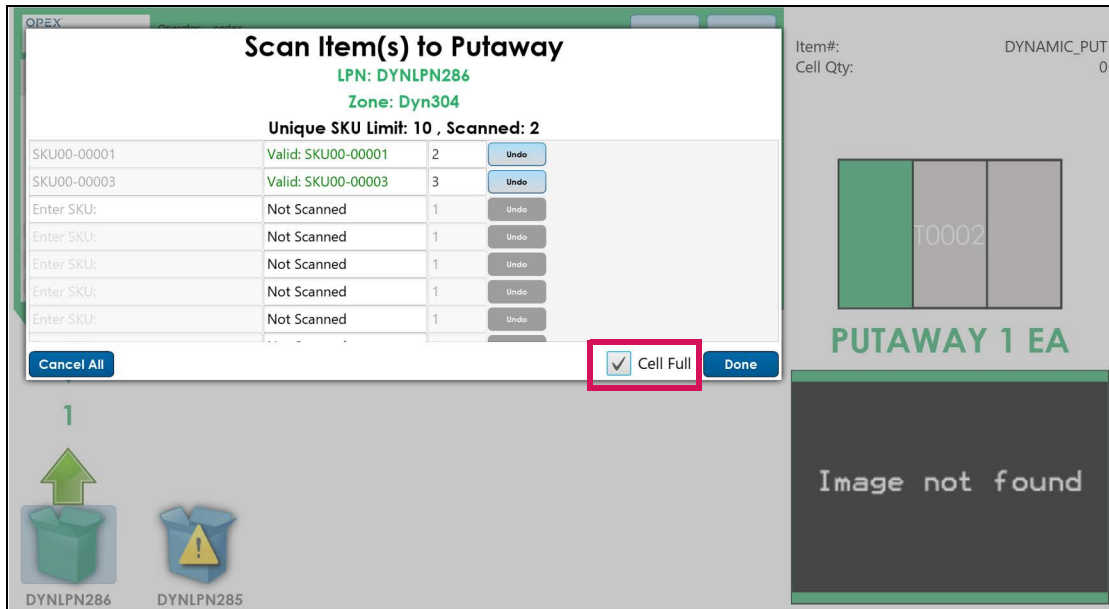 OPEX
Scan Item(s) to Putaway
LPN: DYNLPN286
Zone: Dyn304
Unique SKU Limit: 10 , Scanned: 2
SKU00-00001 Valid: SKU00-00001 2 Undo
SKU00-00003 Valid: SKU00-00003 3 Undo
Enter SKU: Not Scanned 1 Undo
Enter SKU: Not Scanned 1 Undo
Enter SKU: Not Scanned 1 Undo
Enter SKU: Not Scanned 1 Undo
Enter SKU: Not Scanned 1 Undo
Cancel All Cell Full Done
Item#: DYNAMIC_PUT
Cell Qty: 0
T0002
PUTAWAY 1 EA
1
Image not found
DYNLPN286 DYNLPN285